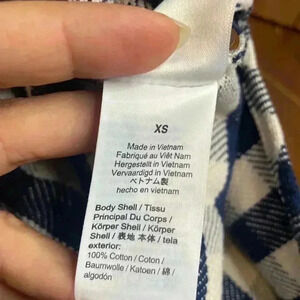 XS
Made in Vietnam
Fabriqué au Viêt Nam
Hergestellt in Vietnam
Vervaardigd in Vietnam
ベトナム製
hecho en vietnam
Body Shell / Tissu
Principal Du Corps /
Körper Shell / Körper
Shell / 表地 本体 / tela
exterior:
100% Cotton / Coton /
Baumwolle / Katoen / 綿 /
algodón